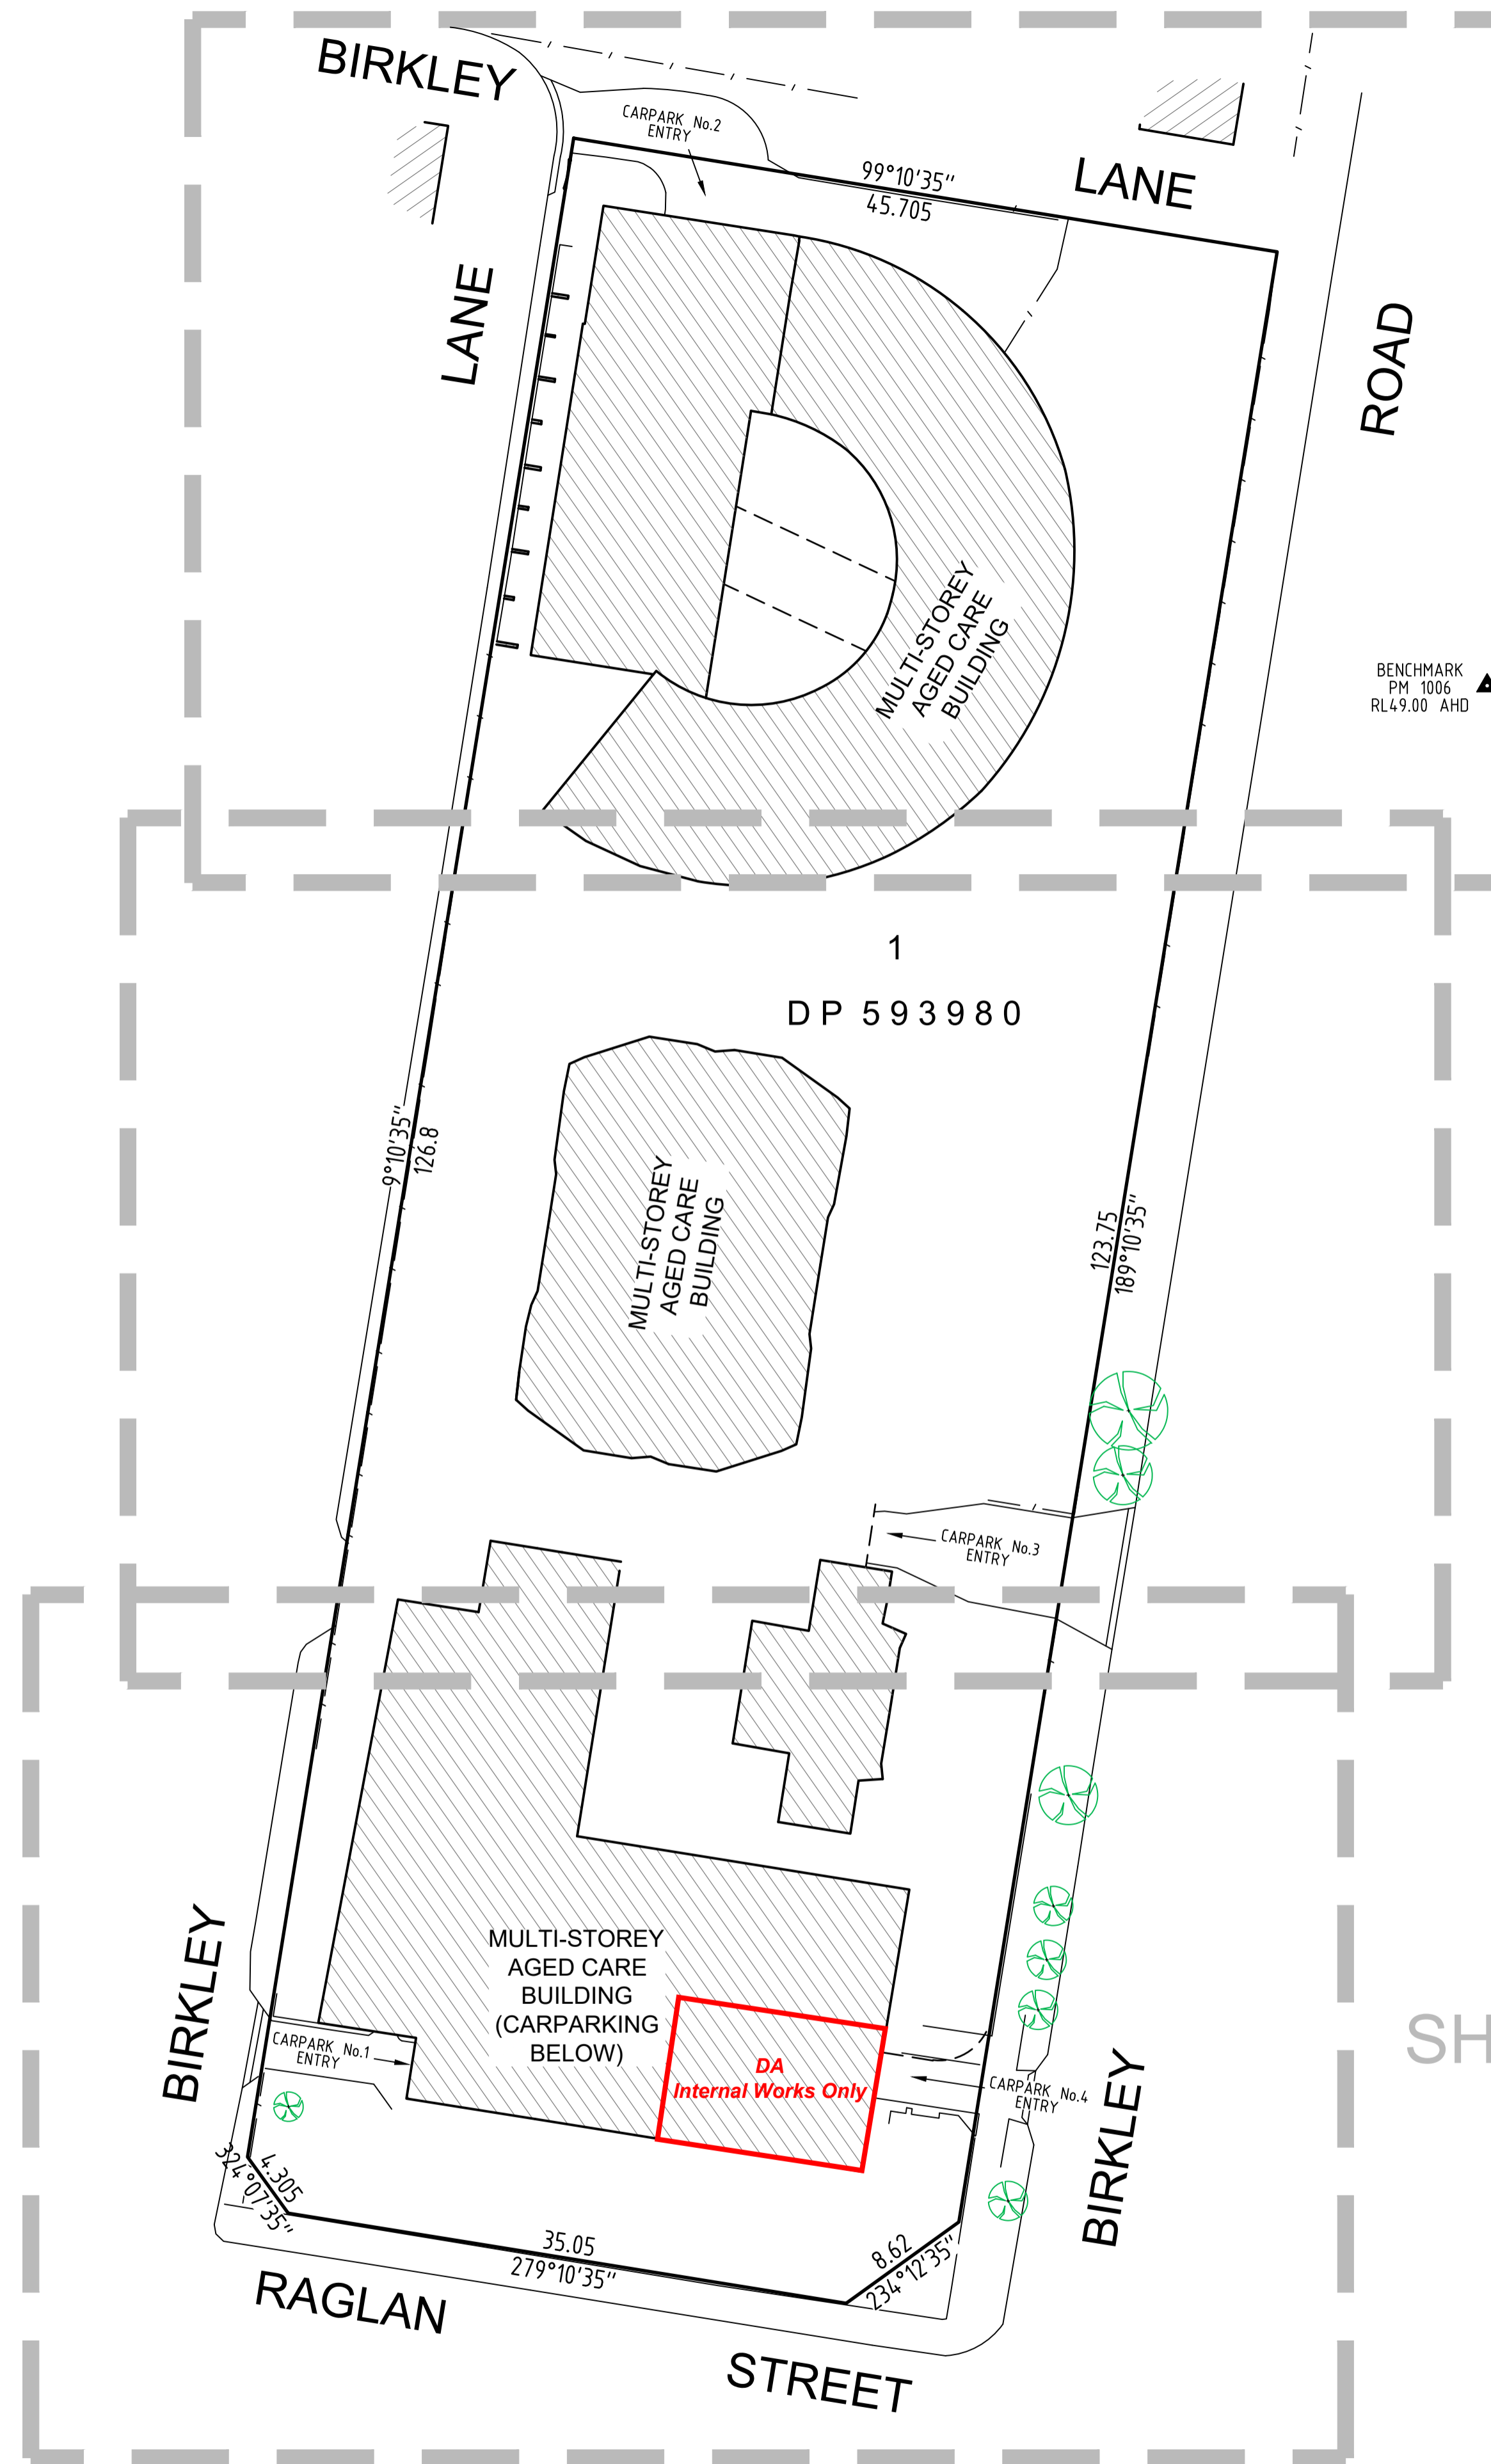 BIRKLEY
CARPARK No.2
ENTRY
99°10'35"
45.705
LANE
LANE
ROAD
MULTI-STOREY
AGED CARE
BUILDING
BENCHMARK
PM 1006
RL49.00 AHD
1
DP 593980
9°10'35"
126.8
MULTI-STOREY
AGED CARE
BUILDING
123.75
189°10'35"
CARPARK No.3
ENTRY
BIRKLEY
MULTI-STOREY
AGED CARE
BUILDING
(CARPARKING
BELOW)
CARPARK No.1
ENTRY
DA
Internal Works Only
CARPARK No.4
ENTRY
SH
BIRKLEY
4.305
324°07'35"
35.05
279°10'35"
8.62
234°12'35"
RAGLAN
STREET